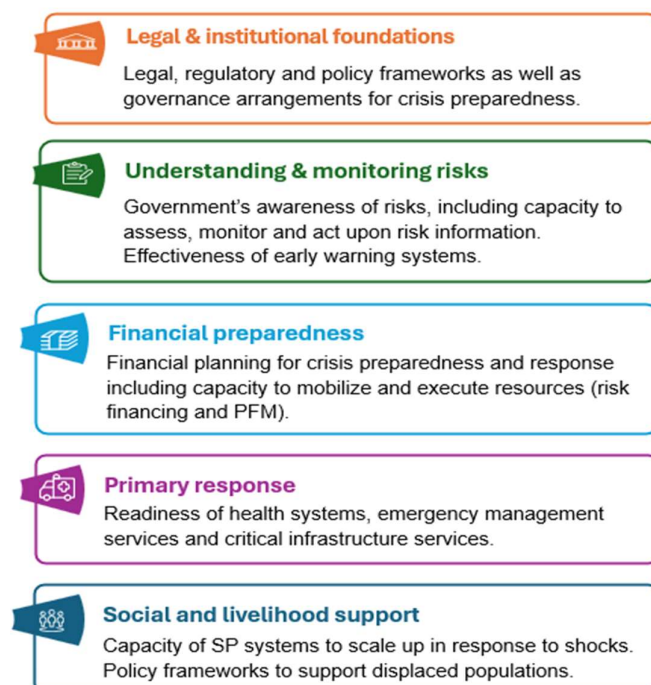 Legal & institutional foundations
Legal, regulatory and policy frameworks as well as
governance arrangements for crisis preparedness.
Understanding & monitoring risks
Government’s awareness of risks, including capacity to
assess, monitor and act upon risk information.
Effectiveness of early warning systems.
Financial preparedness
Financial planning for crisis preparedness and response
including capacity to mobilize and execute resources (risk
financing and PFM).
Primary response
Readiness of health systems, emergency management
services and critical infrastructure services.
Social and livelihood support
Capacity of SP systems to scale up in response to shocks.
Policy frameworks to support displaced populations.